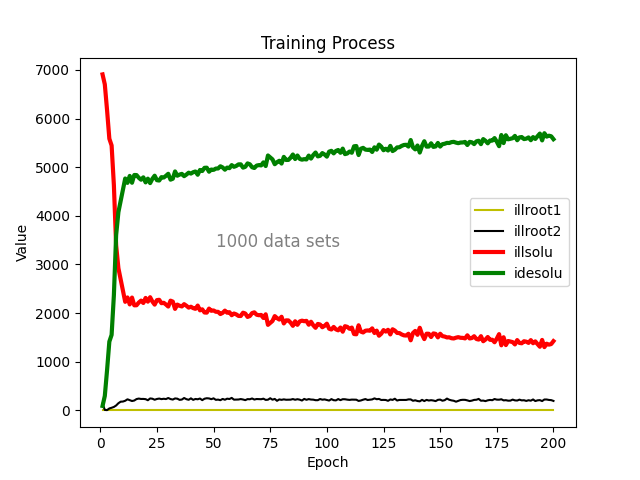 Training Process
Value
7000
6000
5000
4000
3000
2000
1000
0
1000 data sets
illroot1
illroot2
illsolu
idesolu
0 25 50 75 100 125 150 175 200
Epoch